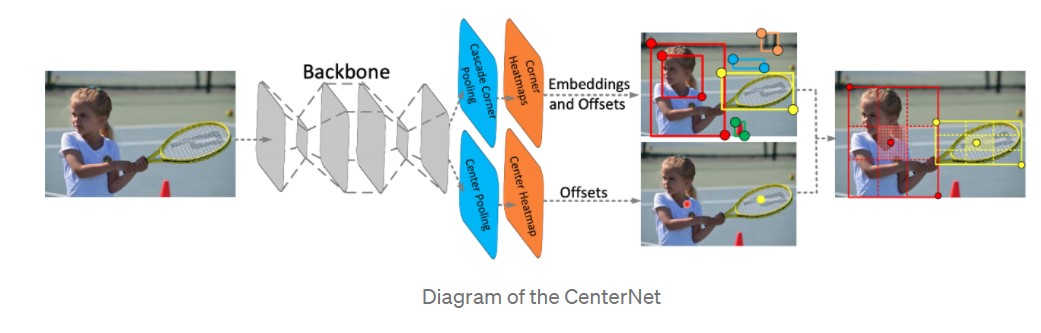 Backbone
Cascade Corner
Pooling
Corner
Heatmaps
Embeddings
and Offsets
Center Pooling
Center Heatmap
Offsets
Diagram of the CenterNet